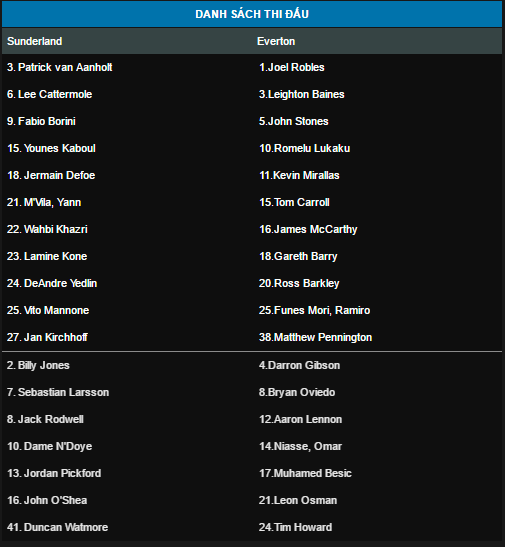 DANH SÁCH THI ĐẤU
Sunderland Everton
3. Patrick van Aanholt 1.Joel Robles
6. Lee Cattermole 3.Leighton Baines
9. Fabio Borini 5.John Stones
15. Younes Kaboul 10.Romelu Lukaku
18. Jermain Defoe 11.Kevin Mirallas
21. M'Vila, Yann 15.Tom Carroll
22. Wahbi Khazri 16.James McCarthy
23. Lamine Kone 18.Gareth Barry
24. DeAndre Yedlin 20.Ross Barkley
25. Vito Mannone 25.Funes Mori, Ramiro
27. Jan Kirchhoff 38.Matthew Pennington
2. Billy Jones 4.Darron Gibson
7. Sebastian Larsson 8.Bryan Oviedo
8. Jack Rodwell 12.Aaron Lennon
10. Dame N'Doye 14.Niasse, Omar
13. Jordan Pickford 17.Muhamed Besic
16. John O'Shea 21.Leon Osman
41. Duncan Watmore 24.Tim Howard